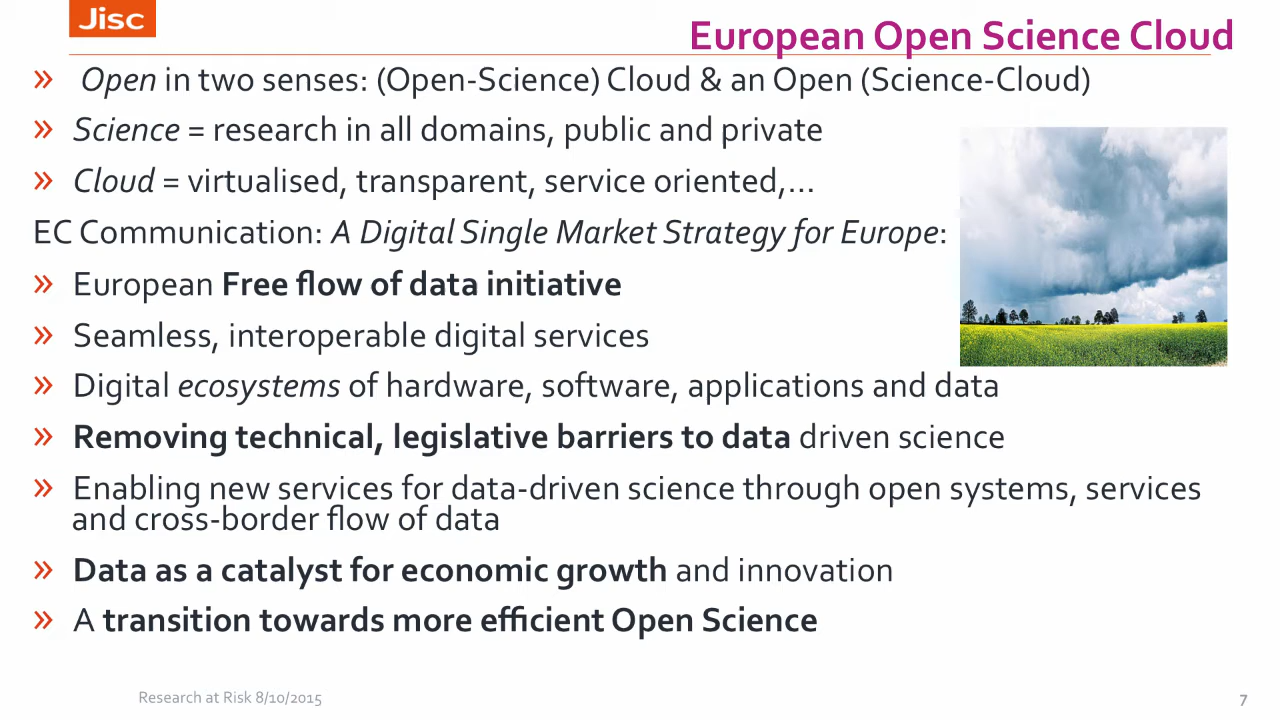 Jisc
European Open Science Cloud
» Open in two senses: (Open-Science) Cloud & an Open (Science-Cloud)
» Science = research in all domains, public and private
» Cloud = virtualised, transparent, service oriented,...
EC Communication: A Digital Single Market Strategy for Europe:
» European Free flow of data initiative
» Seamless, interoperable digital services
» Digital ecosystems of hardware, software, applications and data
» Removing technical, legislative barriers to data driven science
» Enabling new services for data-driven science through open systems, services
and cross-border flow of data
» Data as a catalyst for economic growth and innovation
» A transition towards more efficient Open Science
Research at Risk 8/10/2015
7